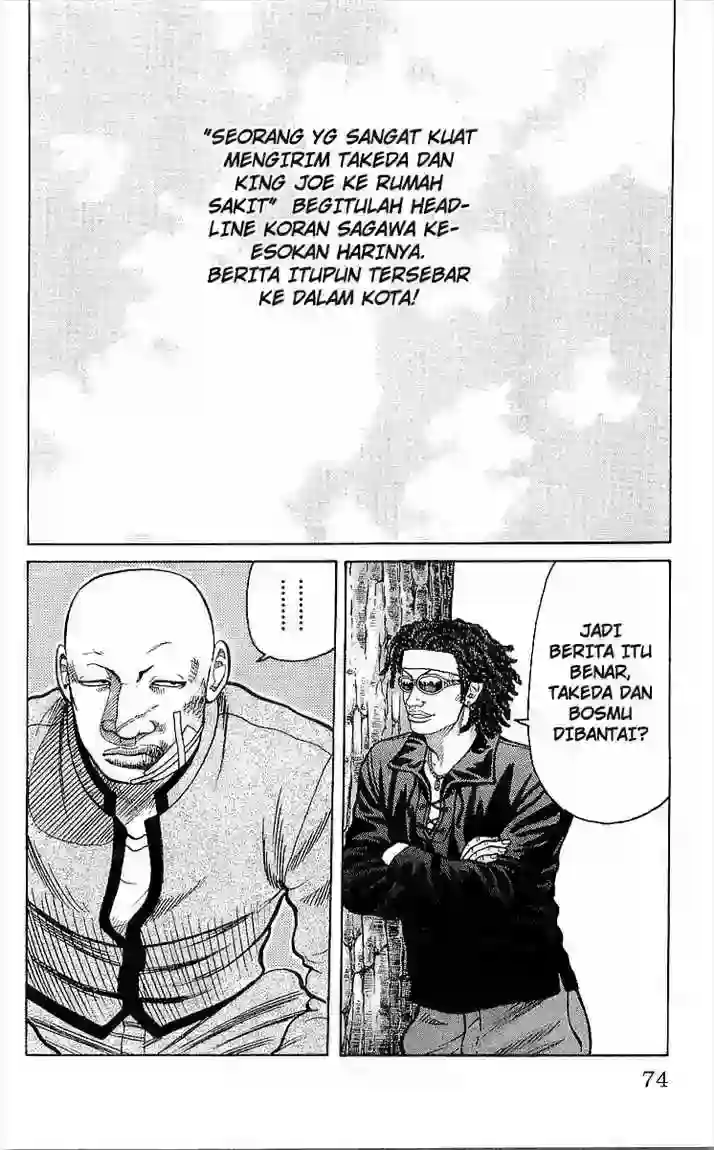 "SEORANG YG SANGAT KUAT
MENGIRIM TAKEDA DAN
KING JOE KE RUMAH
SAKIT" BEGITULAH HEAD-
LINE KORAN SAGAWA KE-
ESOKAN HARINYA.
BERITA ITUPUN TERSEBAR
KE DALAM KOTA!
JADI
BERITA ITU
BENAR,
TAKEDA DAN
BOSMU
DIBANTAI?
.........
74